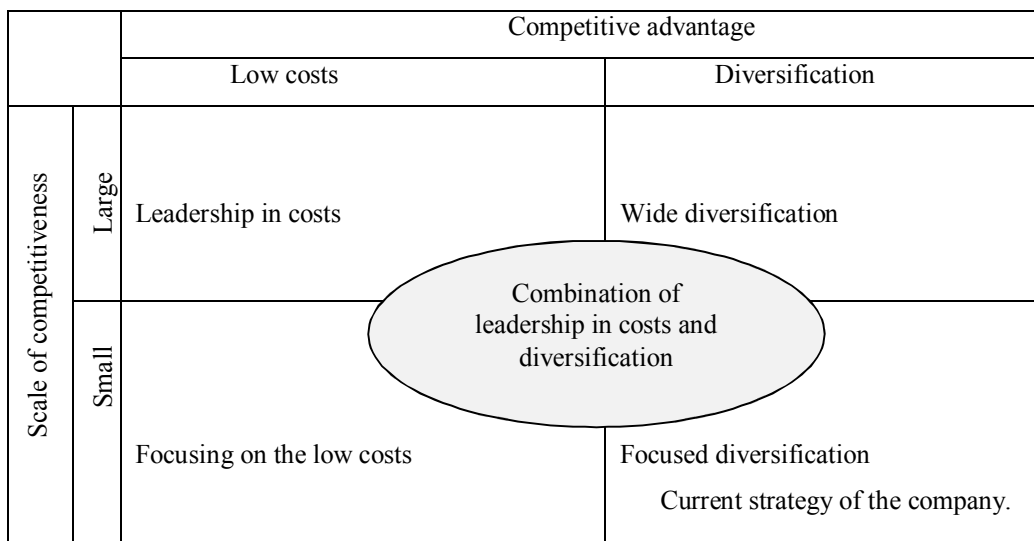 Competitive advantage
Low costs
Diversification
Scale of competitiveness
Large
Leadership in costs
Wide diversification
Combination of
leadership in costs and
diversification
Small
Focusing on the low costs
Focused diversification
Current strategy of the company.